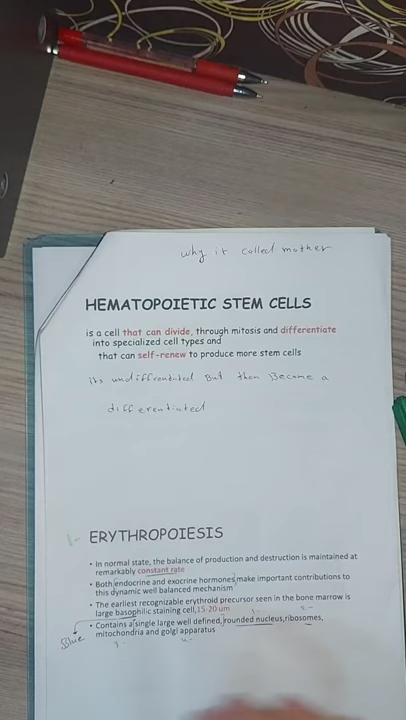 why it called mother
HEMATOPOIETIC STEM CELLS
is a cell that can divide, through mitosis and differentiate
into specialized cell types and
that can self-renew to produce more stem cells
its undifferentiated But then Become a
differentiated
1-
ERYTHROPOIESIS
• In normal state, the balance of production and destruction is maintained at
remarkably constant rate
• Both endocrine and exocrine hormones make important contributions to
this dynamic well balanced mechanism
• The earliest recognizable erythroid precursor seen in the bone marrow is
large basophilic staining cell,15-20 um
• Contains a single large well defined, rounded nucleus,ribosomes,
mitochondria and golgi apparatus
Blue